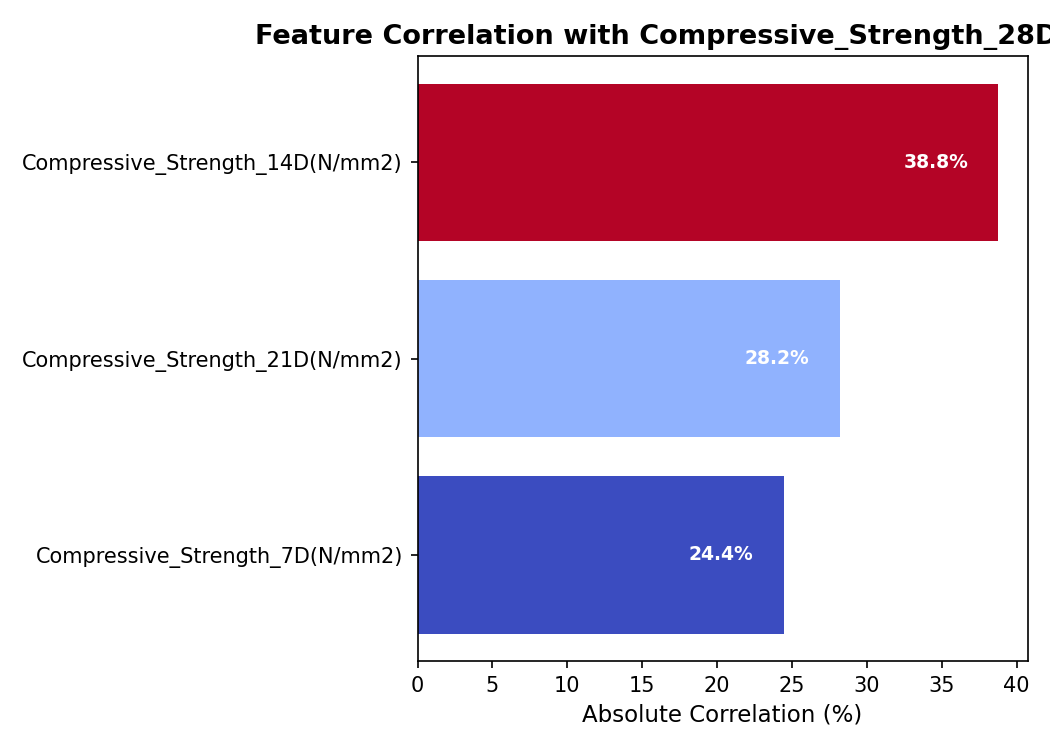 Feature Correlation with Compressive_Strength_28D
Compressive_Strength_14D(N/mm2)
38.8%
Compressive_Strength_21D(N/mm2)
28.2%
Compressive_Strength_7D(N/mm2)
24.4%
0 5 10 15 20 25 30 35 40
Absolute Correlation (%)